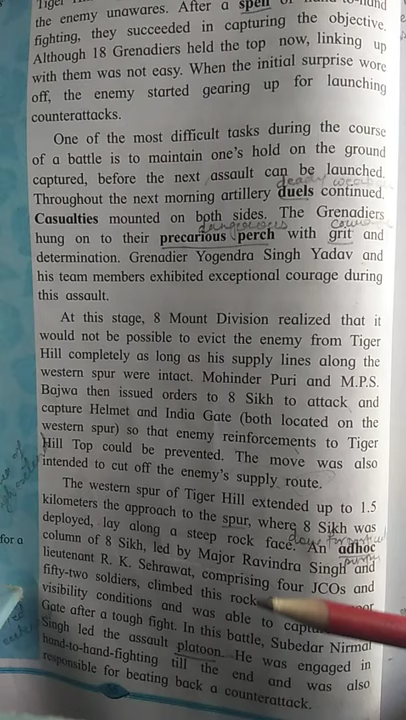 Tiger
the enemy unawares. After a spell of hand-to-hand
fighting, they succeeded in capturing the objective.
Although 18 Grenadiers held the top now, linking up
with them was not easy. When the initial surprise wore
off, the enemy started gearing up for launching
counterattacks.
One of the most difficult tasks during the course
of a battle is to maintain one's hold on the ground
captured, before the next assault can be launched.
deadly
Throughout the next morning artillery duels continued.
Casualties mounted on both sides. The Grenadiers
dangerous
hung on to their precarious perch with grit and
determination. Grenadier Yogendra Singh Yadav and
his team members exhibited exceptional courage during
this assault.
At this stage, 8 Mount Division realized that it
would not be possible to evict the enemy from Tiger
Hill completely as long as his supply lines along the
western spur were intact. Mohinder Puri and M.P.S.
Bajwa then issued orders to 8 Sikh to attack and
capture Helmet and India Gate (both located on the
western spur) so that enemy reinforcements to Tiger
Hill Top could be prevented. The move was also
intended to cut off the enemy's supply route.
The western spur of Tiger Hill extended up to 1.5
kilometers the approach to the spur, where 8 Sikh was
deployed, lay along a steep rock face. An adhoc
column of 8 Sikh, led by Major Ravindra Singh and
lieutenant R. K. Sehrawat, comprising four JCOs and
fifty-two soldiers, climbed this rock
visibility conditions and was able to
Gate after a tough fight. In this battle, Subedar Nirmal
Singh led the assault platoon. He was engaged in
hand-to-hand-fighting till the end and was also
responsible for beating back a counterattack.
for a